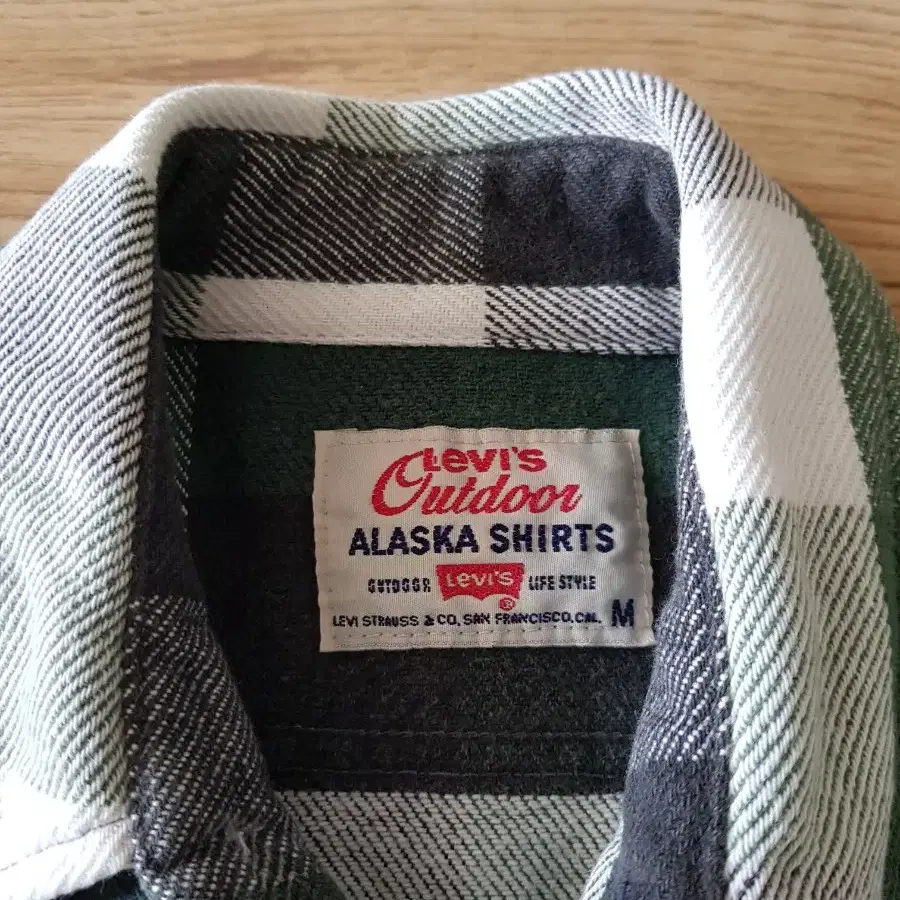 Levi's
Outdoor
ALASKA SHIRTS
OUTDOOR Levi's LIFE STYLE
®
LEVI STRAUSS & CO, SAN FRANCISCO, CAL. M